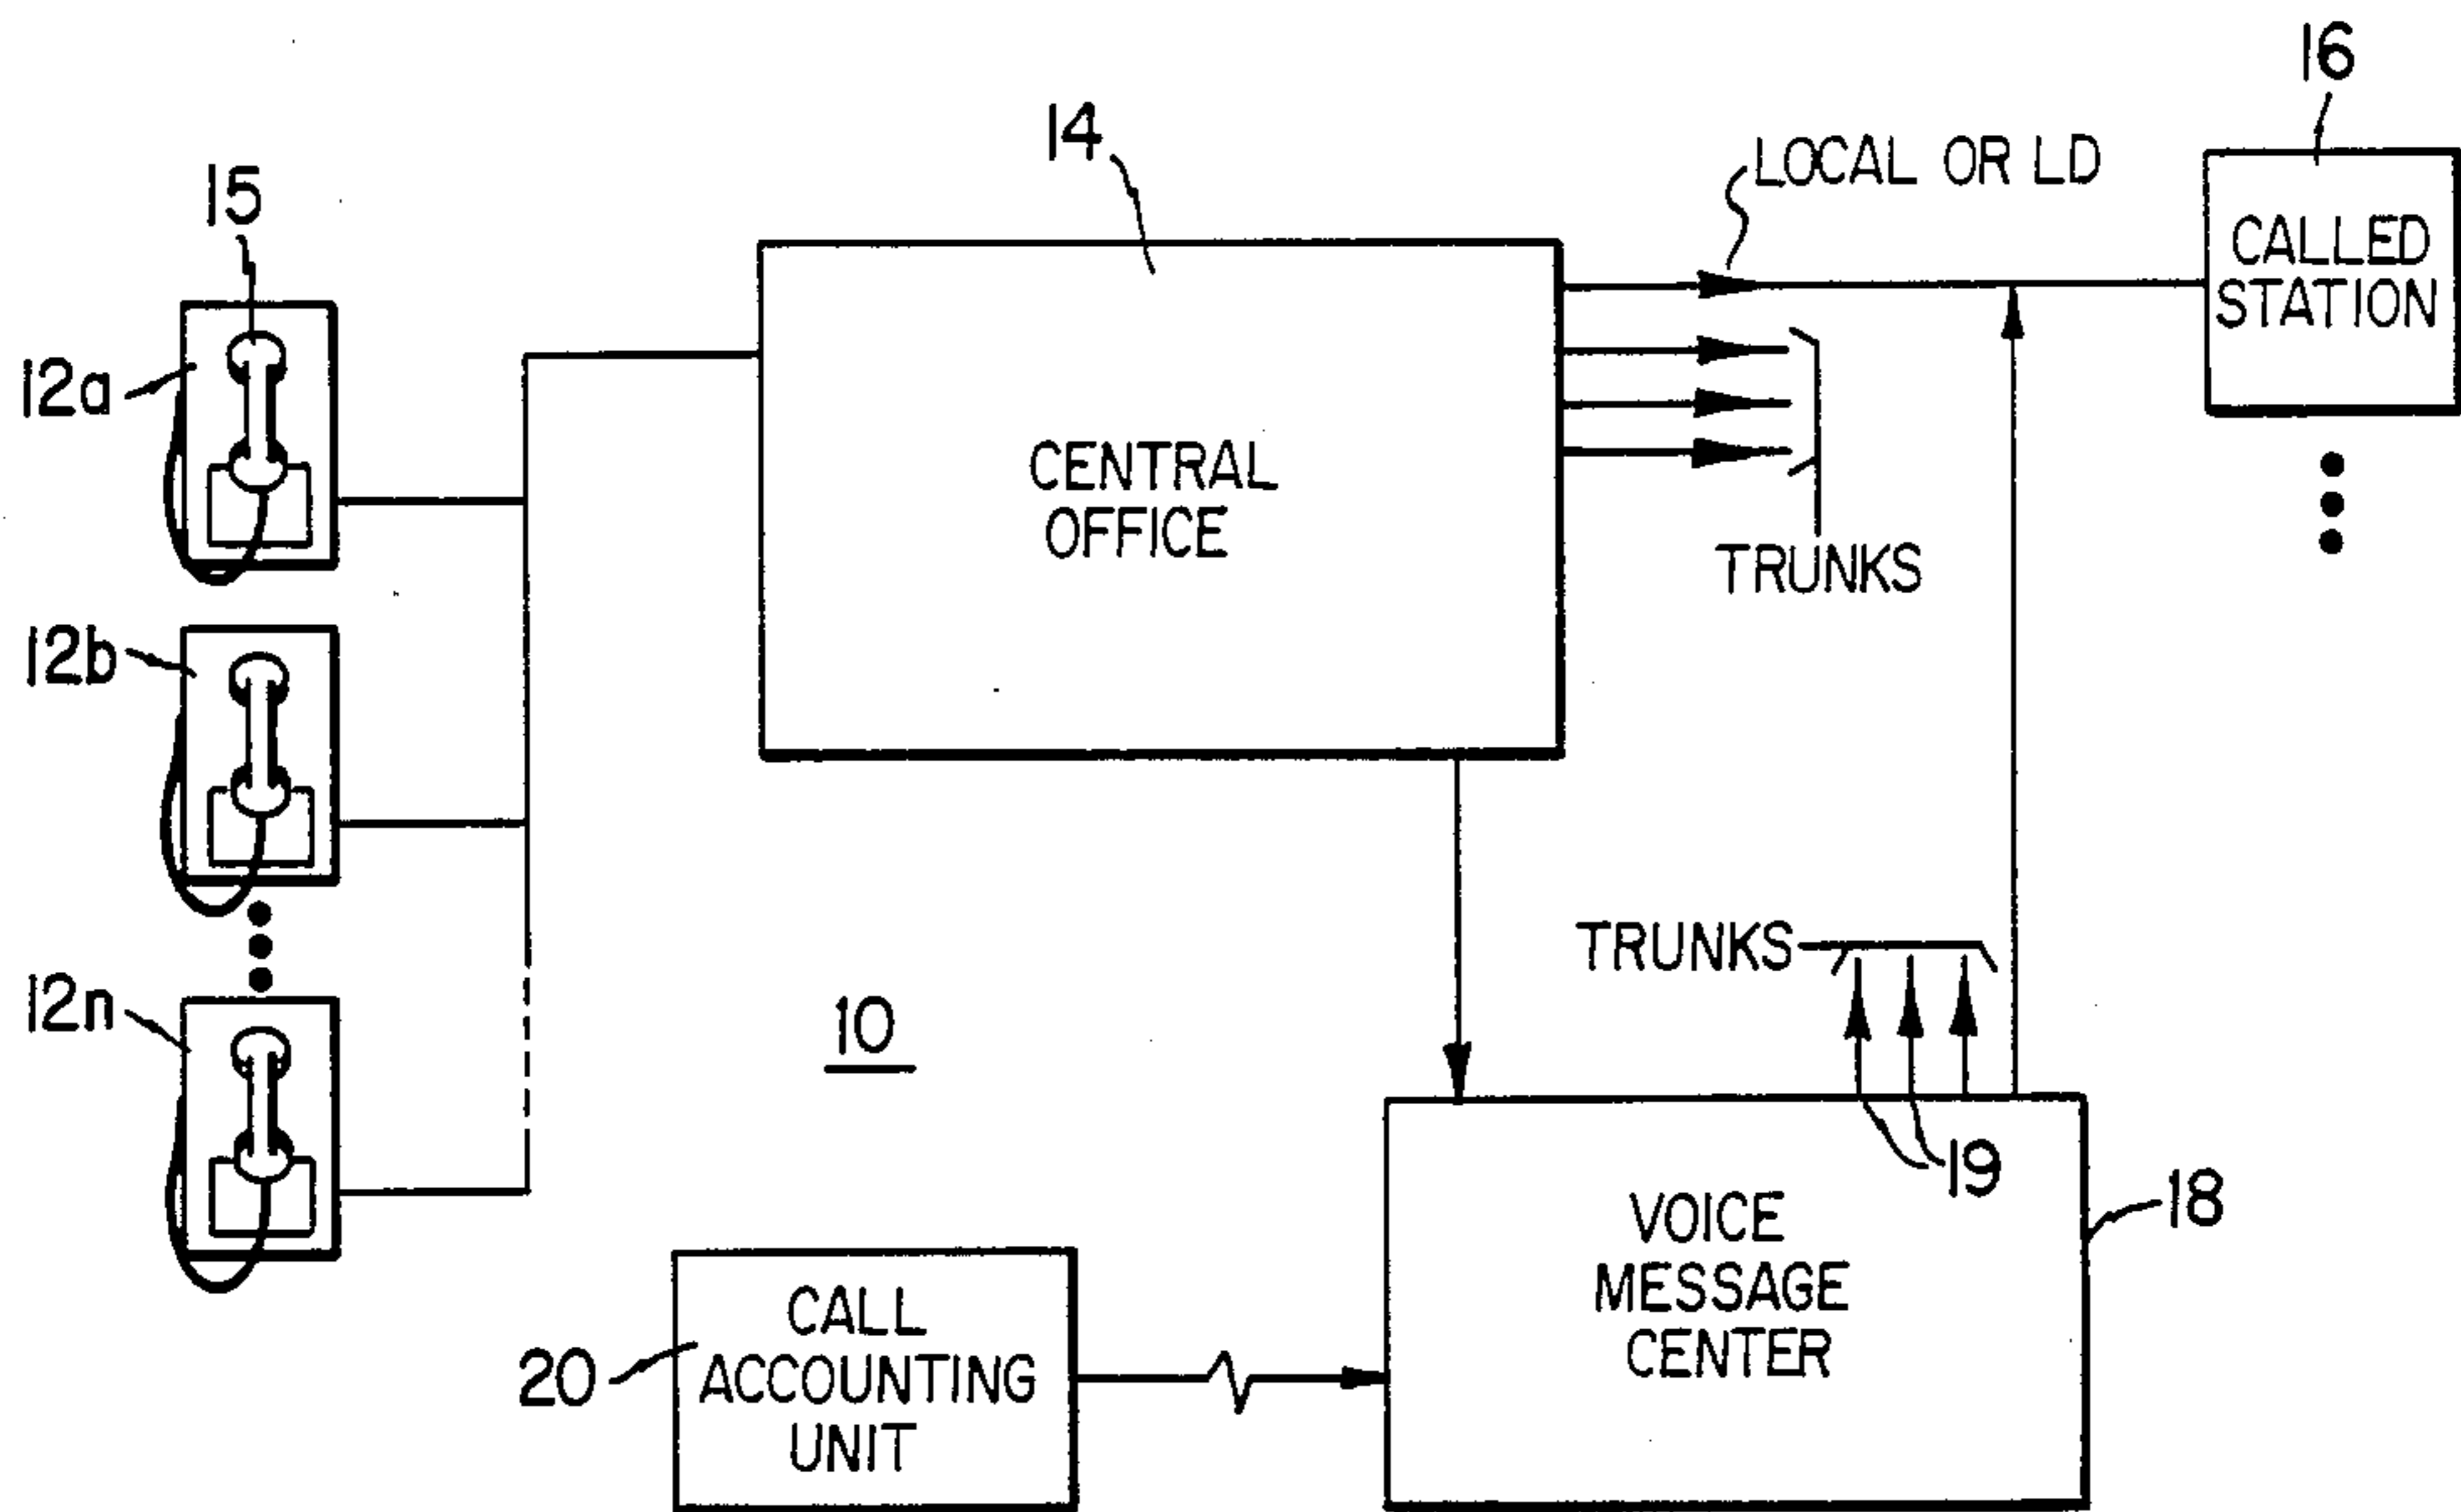 16
14
LOCAL OR LD
15
CALLED
STATION
12a
CENTRAL
OFFICE
TRUNKS
12b
TRUNKS
12n
10
19
18
VOICE
MESSAGE
CENTER
CALL
20
ACCOUNTING
UNIT